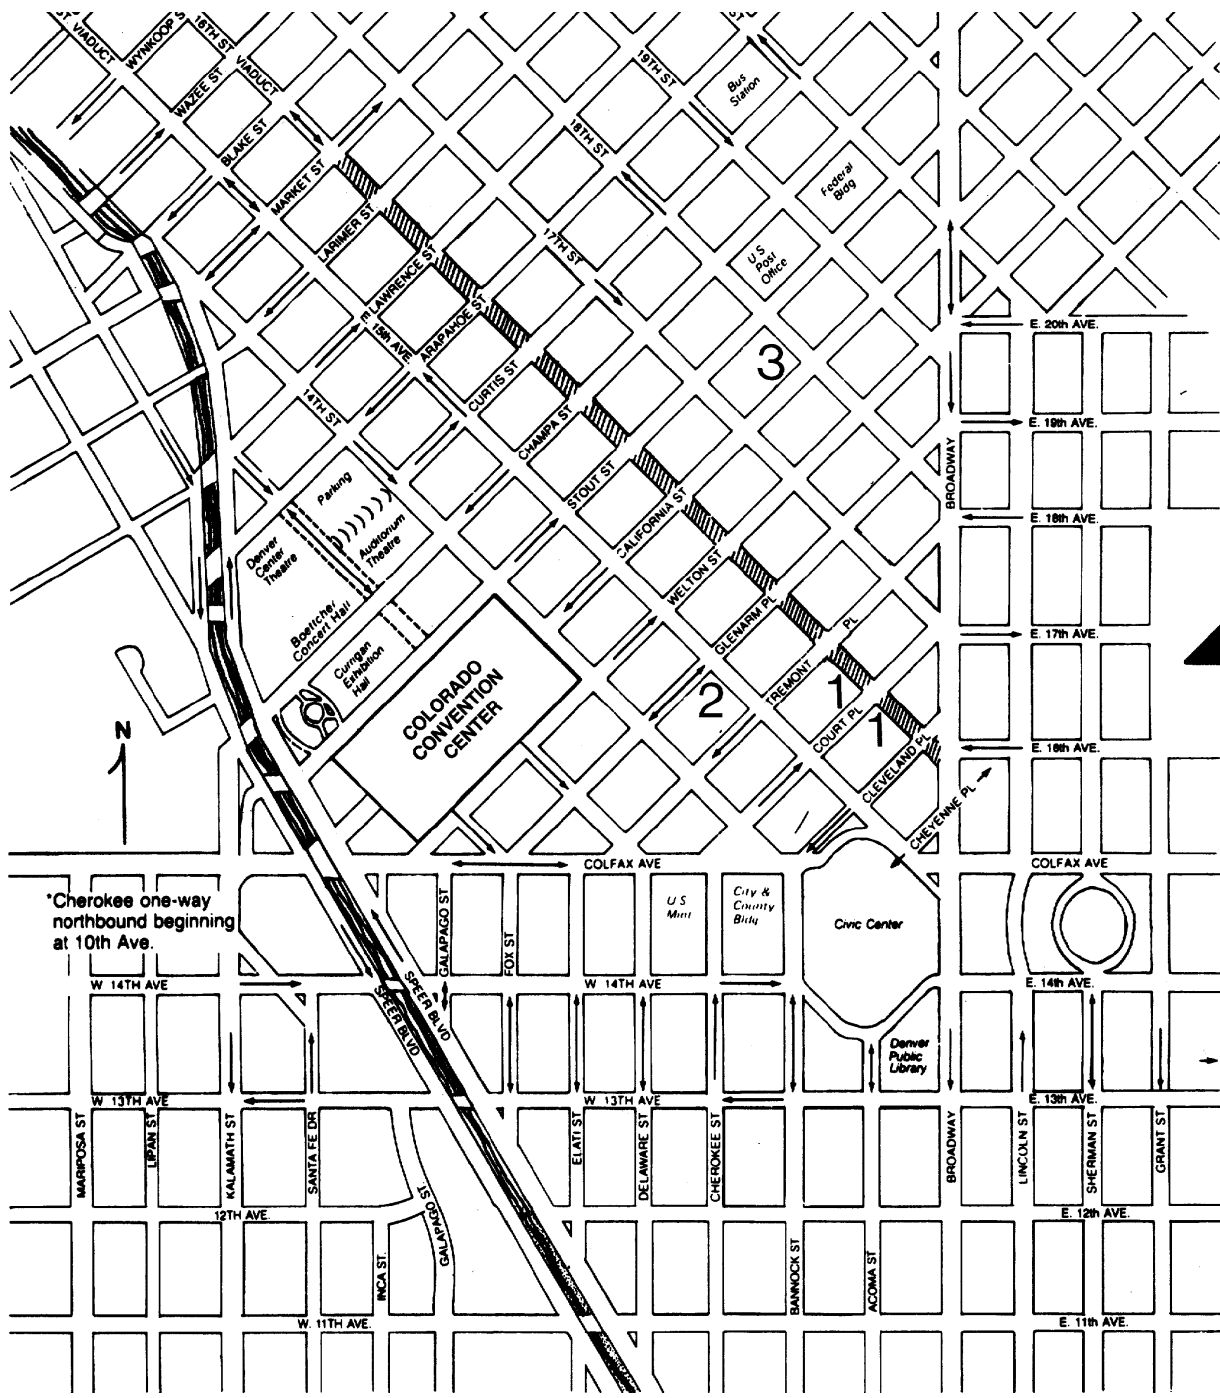 ST. VIADUCT
WYNKOOP S
16TH ST VIADUCT
WAZEE ST
BLAKE ST
MARKET ST
LARIMER ST
LAWRENCE ST
ARAPAHOE ST
15th AVE
CURTIS ST
CHAMPA ST
STOUT ST
CALIFORNIA ST
WELTON ST
GLENARM PL
TREMONT PL
COURT PL
CLEVELAND PL
CHEYENNE PL
14TH ST
17TH ST
18TH ST
19TH ST
Bus
Station
Federal
Bldg
U S
Post
Office
3
2
1
1
Parking
Auditorium
Theatre
Denver
Center
Theatre
Boettcher
Concert Hall
Currigan
Exhibition
Hall
COLORADO
CONVENTION
CENTER
N
BROADWAY
E. 20th AVE.
E. 19th AVE.
E. 18th AVE.
E. 17th AVE.
E. 16th AVE.
COLFAX AVE
COLFAX AVE
*Cherokee one-way
northbound beginning
at 10th Ave.
GALAPAGO ST
FOX ST
U S
Mint
City &
County
Bldg
Civic Center
W 14TH AVE
W 14TH AVE
E. 14th AVE.
SPEER BLVD
SPEER BLVD
Denver
Public
Library
W 13TH AVE
W 13TH AVE
E. 13th AVE.
MARIPOSA ST
LIPAN ST
KALAMATH ST
SANTA FE DR
GALAPAGO ST.
ELATI ST
DELAWARE ST
CHEROKEE ST
BROADWAY
LINCOLN ST
SHERMAN ST
GRANT ST
12TH AVE.
E. 12th AVE.
INCA ST.
BANNOCK ST
ACOMA ST
W. 11TH AVE.
E. 11th AVE.